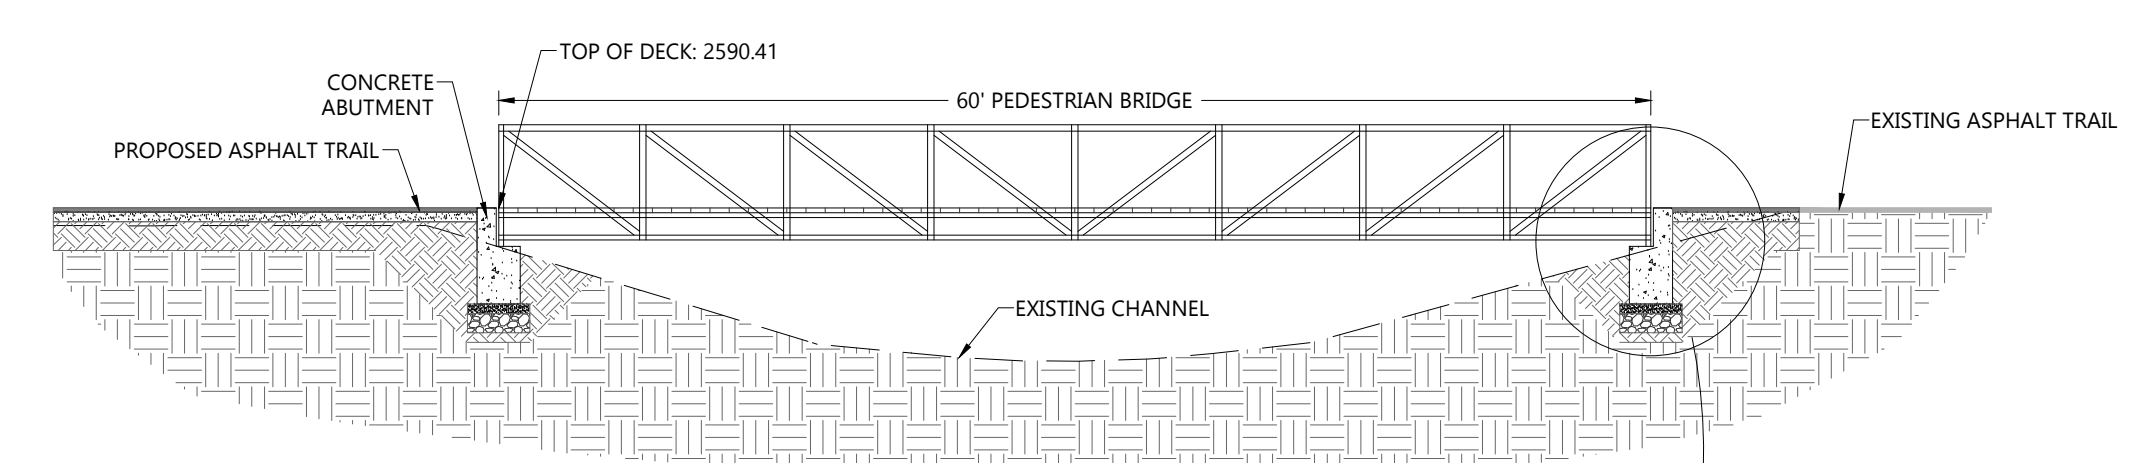 TOP OF DECK: 2590.41
CONCRETE
ABUTMENT
60' PEDESTRIAN BRIDGE
EXISTING ASPHALT TRAIL
PROPOSED ASPHALT TRAIL
EXISTING CHANNEL